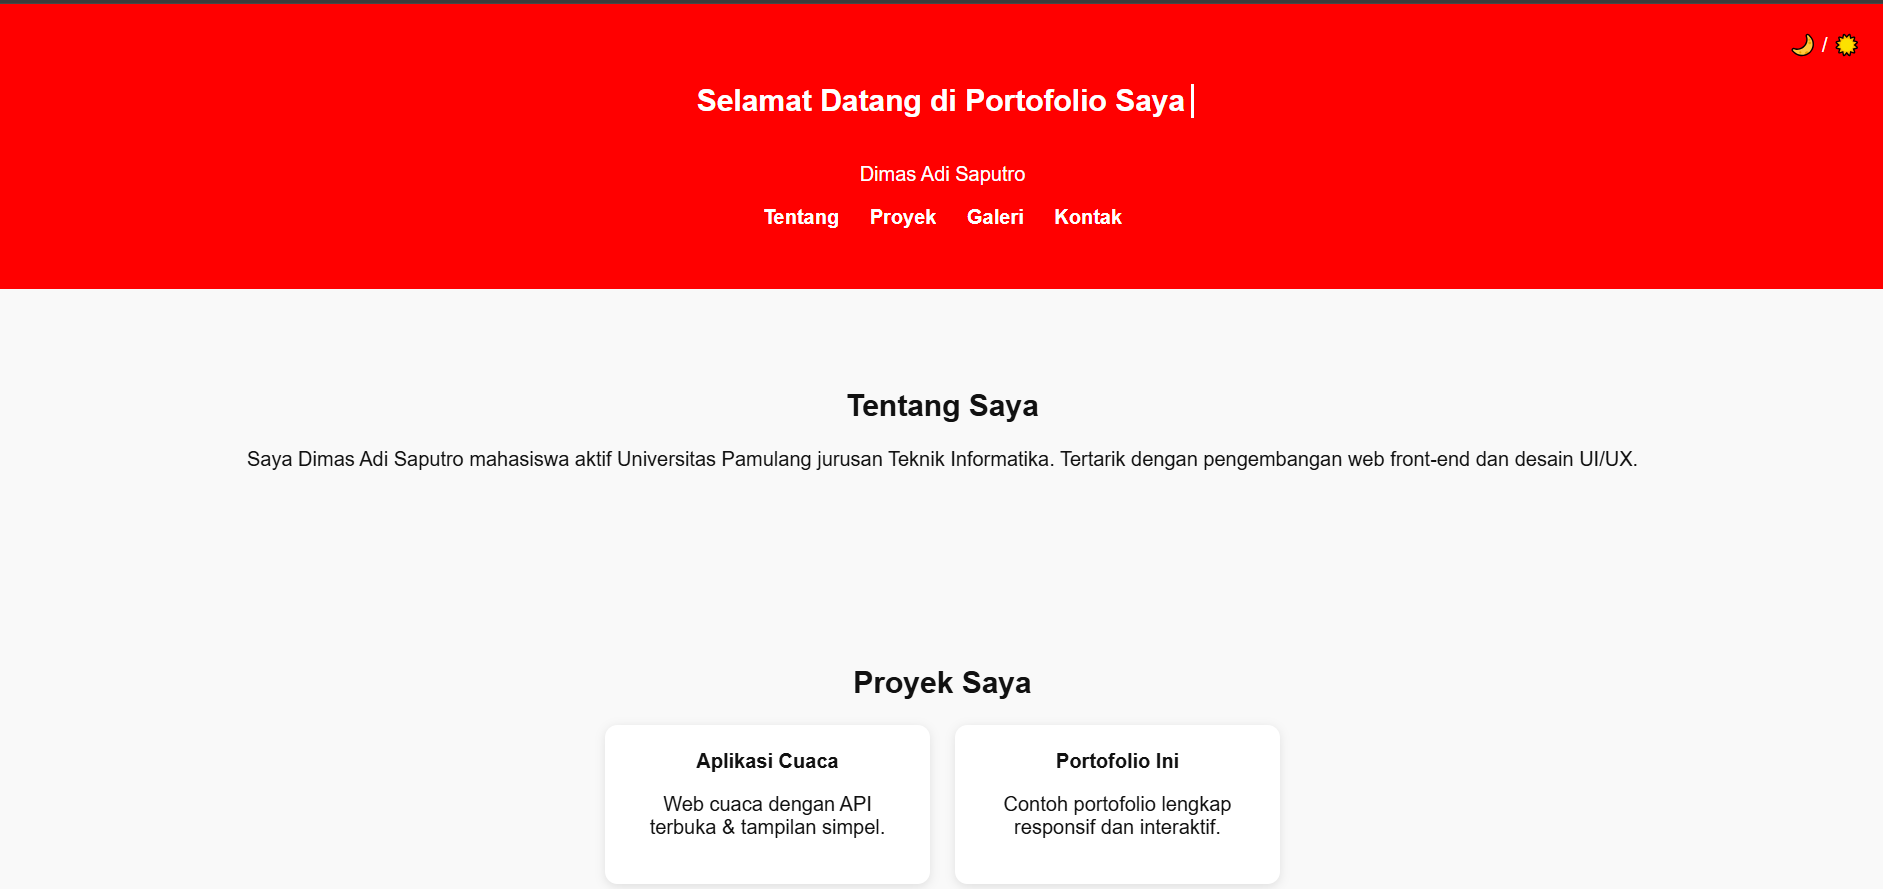 🌙 / 🌞
Selamat Datang di Portofolio Saya
Dimas Adi Saputro
Tentang Proyek Galeri Kontak
Tentang Saya
Saya Dimas Adi Saputro mahasiswa aktif Universitas Pamulang jurusan Teknik Informatika. Tertarik dengan pengembangan web front-end dan desain UI/UX.
Proyek Saya
Aplikasi Cuaca
Web cuaca dengan API
terbuka & tampilan simpel.
Portofolio Ini
Contoh portofolio lengkap
responsif dan interaktif.